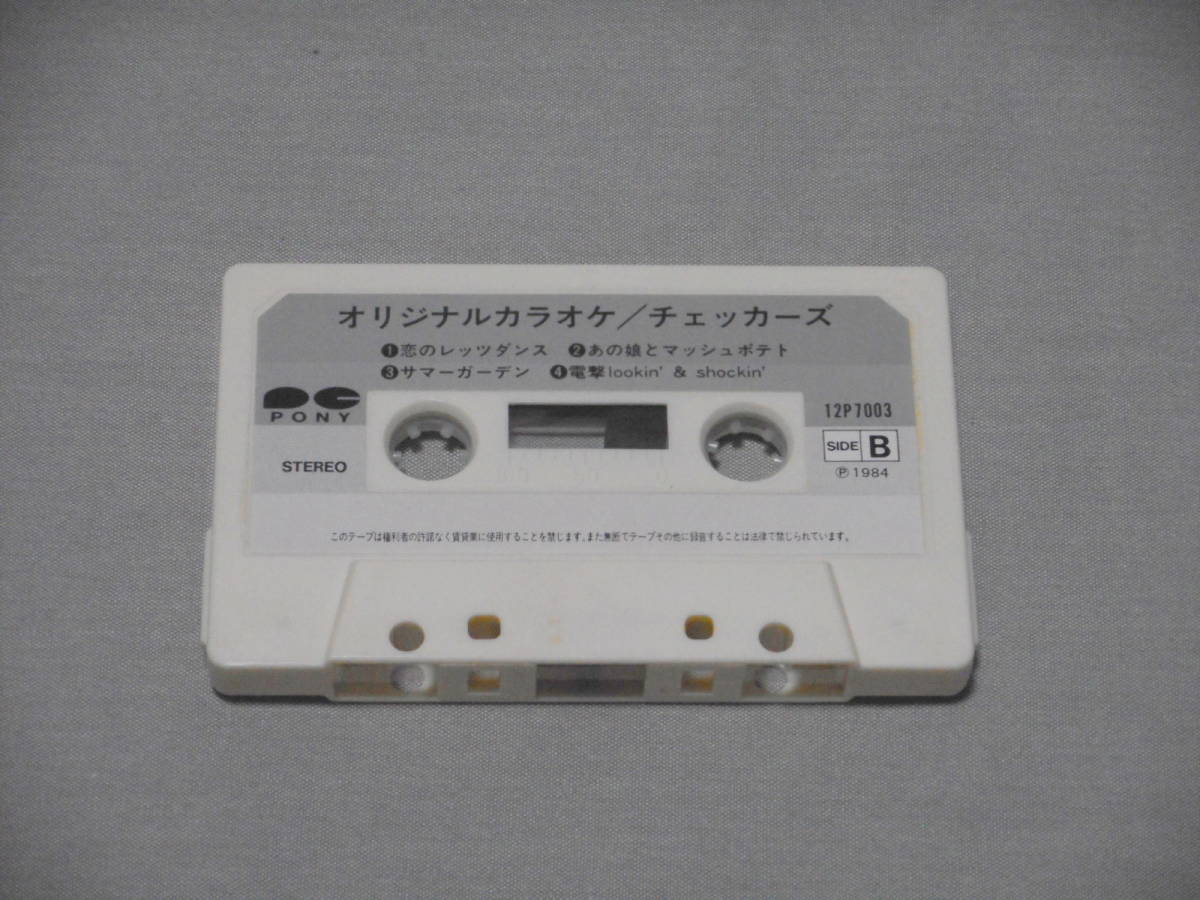 オリジナルカラオケ／チェッカーズ
❶恋のレッツダンス ❷あの娘とマッシュポテト
❸サマーガーデン ❹電撃lookin' & shockin'
PC
PONY
STEREO
12P7003
SIDE B
Ⓟ1984
このテープは権利者の許諾なく賃貸業に使用することを禁じます。また無断でテープその他に録音することは法律で禁じられています。